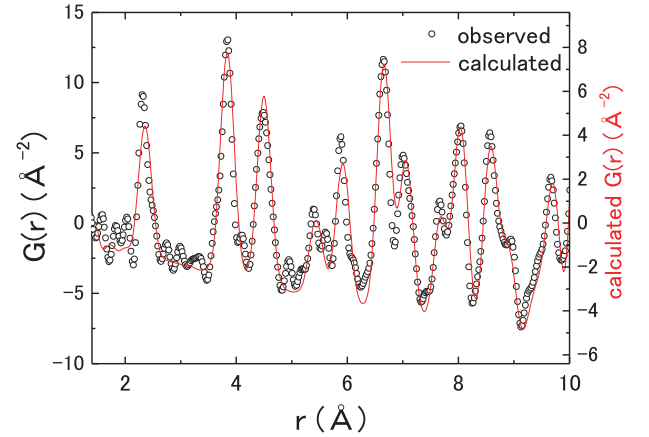 15
10
5
0
-5
-10
G(r) (Å⁻²)
observed
calculated
8
6
4
2
0
-2
-4
-6
calculated G(r) (Å⁻²)
2 4 6 8 10
r (Å)